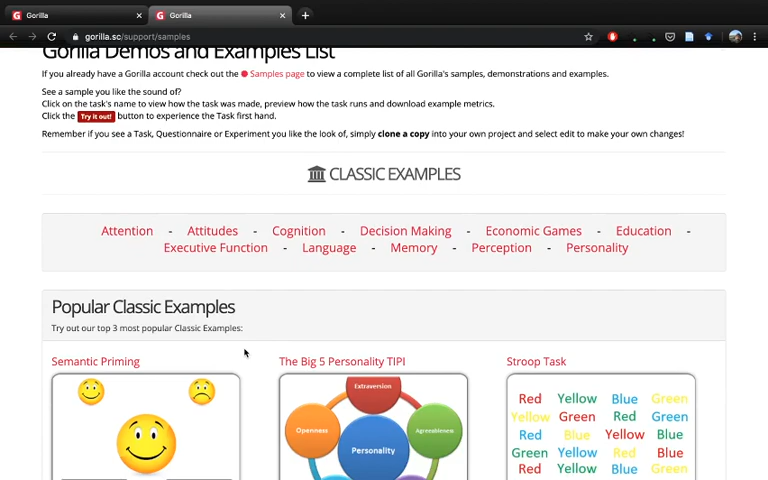 Gorilla
Gorilla
gorilla.sc/support/samples
Gorilla Demos and Examples List
If you already have a Gorilla account check out the Samples page to view a complete list of all Gorilla's samples, demonstrations and examples.
See a sample you like the sound of?
Click on the task's name to view how the task was made, preview how the task runs and download example metrics.
Click the Try it out! button to experience the Task first hand.
Remember if you see a Task, Questionnaire or Experiment you like the look of, simply clone a copy into your own project and select edit to make your own changes!
CLASSIC EXAMPLES
Attention - Attitudes - Cognition - Decision Making - Economic Games - Education -
Executive Function - Language - Memory - Perception - Personality
Popular Classic Examples
Try out our top 3 most popular Classic Examples:
Semantic Priming
The Big 5 Personality TIPI
Stroop Task
Extraversion
Openness
Agreeableness
Personality
Red Yellow Blue Green
Yellow Green Red Green
Red Blue Yellow Blue
Green Yellow Red Blue
Red Yellow Blue Green